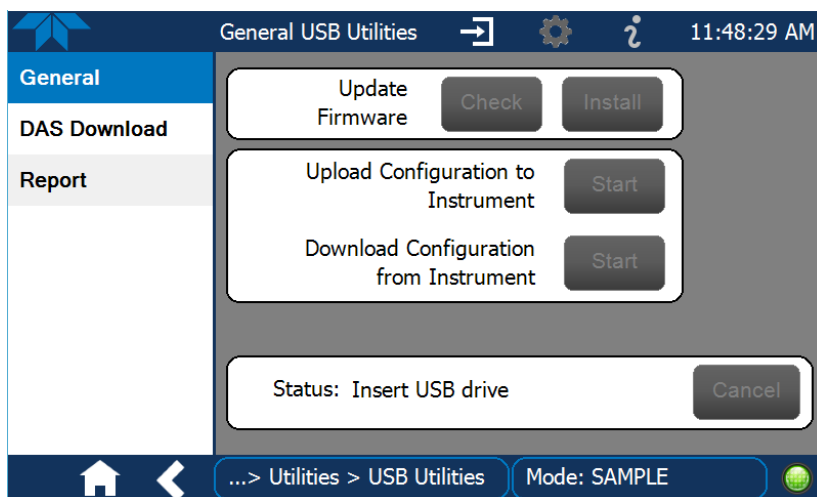 General USB Utilities
11:48:29 AM
General
DAS Download
Report
Update
Firmware
Check
Install
Upload Configuration to
Instrument
Start
Download Configuration
from Instrument
Start
Status: Insert USB drive
Cancel
...> Utilities > USB Utilities
Mode: SAMPLE